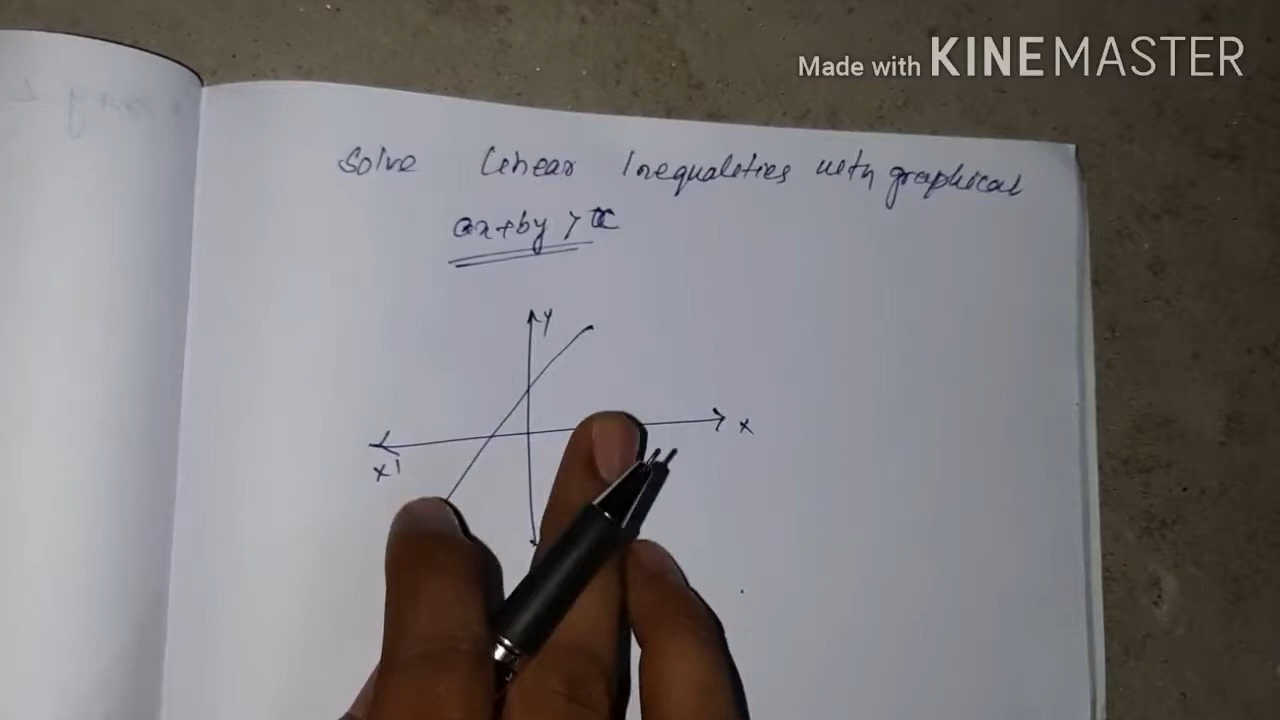 Made with KINEMASTER
Solve Linear Inequalities with graphical
ax+by > c
y
x
x'